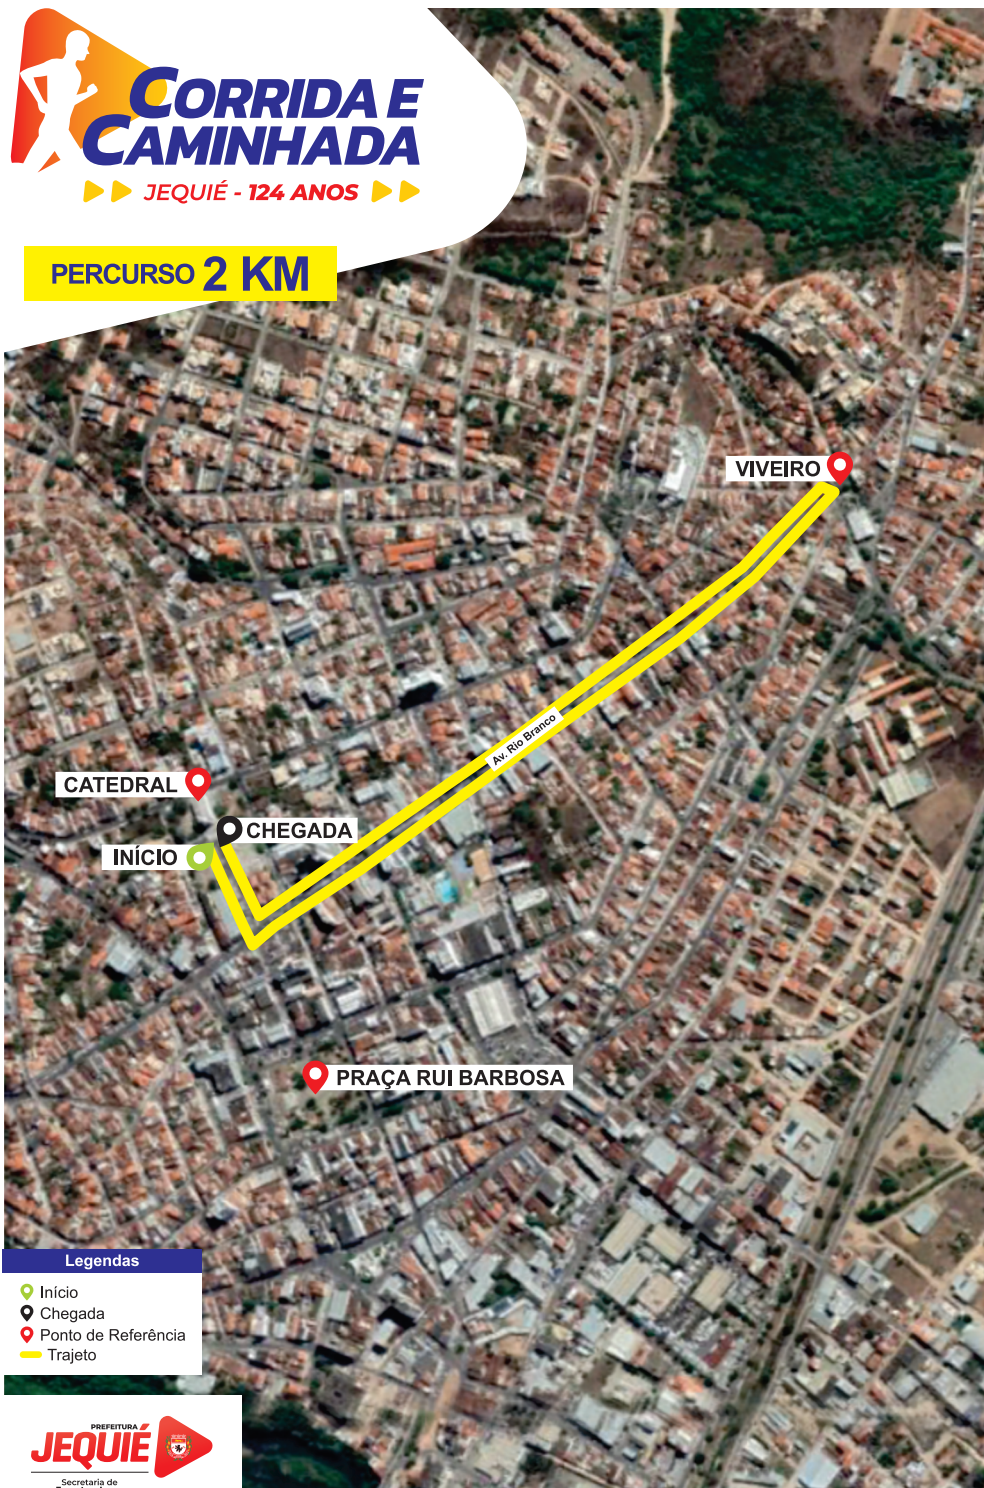 CORRIDA E
CAMINHADA
JEQUIÉ - 124 ANOS
PERCURSO 2 KM
VIVEIRO
Av. Rio Branco
CATEDRAL
CHEGADA
INÍCIO
PRAÇA RUI BARBOSA
Legendas
Início
Chegada
Ponto de Referência
Trajeto
PREFEITURA
JEQUIÉ
Secretaria de